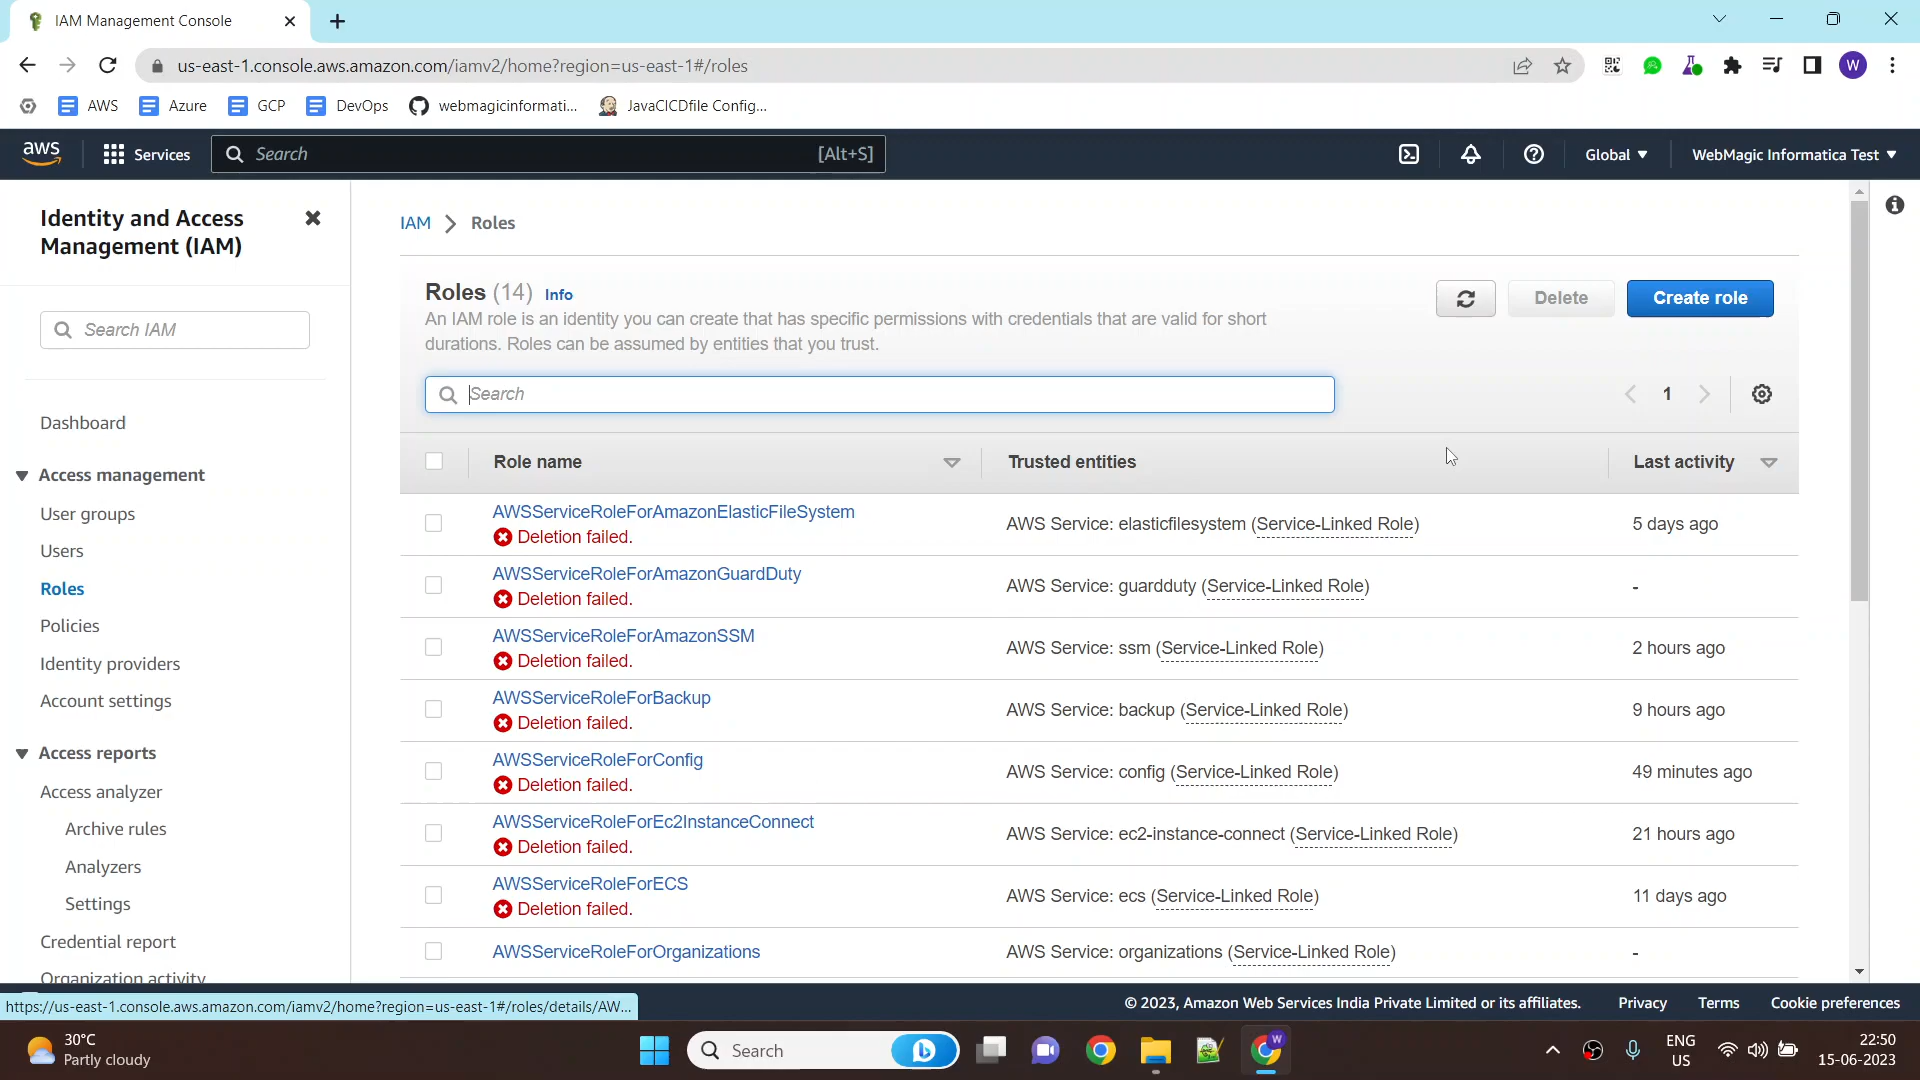 IAM Management Console
us-east-1.console.aws.amazon.com/iamv2/home?region=us-east-1#/roles
W
AWS
Azure
GCP
DevOps
webmagicinformati...
JavaCICDfile Config...
aws
Services
Search
[Alt+S]
Global
WebMagic Informatica Test
Identity and Access
Management (IAM)
Search IAM
Dashboard
Access management
User groups
Users
Roles
Policies
Identity providers
Account settings
Access reports
Access analyzer
Archive rules
Analyzers
Settings
Credential report
Organization activity
IAM > Roles
Roles (14) Info
An IAM role is an identity you can create that has specific permissions with credentials that are valid for short
durations. Roles can be assumed by entities that you trust.
Delete
Create role
Search
1
Role name
Trusted entities
Last activity
AWSServiceRoleForAmazonElasticFileSystem
Deletion failed.
AWS Service: elasticfilesystem (Service-Linked Role)
5 days ago
AWSServiceRoleForAmazonGuardDuty
Deletion failed.
AWS Service: guardduty (Service-Linked Role)
-
AWSServiceRoleForAmazonSSM
Deletion failed.
AWS Service: ssm (Service-Linked Role)
2 hours ago
AWSServiceRoleForBackup
Deletion failed.
AWS Service: backup (Service-Linked Role)
9 hours ago
AWSServiceRoleForConfig
Deletion failed.
AWS Service: config (Service-Linked Role)
49 minutes ago
AWSServiceRoleForEc2InstanceConnect
Deletion failed.
AWS Service: ec2-instance-connect (Service-Linked Role)
21 hours ago
AWSServiceRoleForECS
Deletion failed.
AWS Service: ecs (Service-Linked Role)
11 days ago
AWSServiceRoleForOrganizations
AWS Service: organizations (Service-Linked Role)
-
https://us-east-1.console.aws.amazon.com/iamv2/home?region=us-east-1#/roles/details/AW...
© 2023, Amazon Web Services India Private Limited or its affiliates.
Privacy
Terms
Cookie preferences
30°C
Partly cloudy
Search
W
ENG
US
22:50
15-06-2023